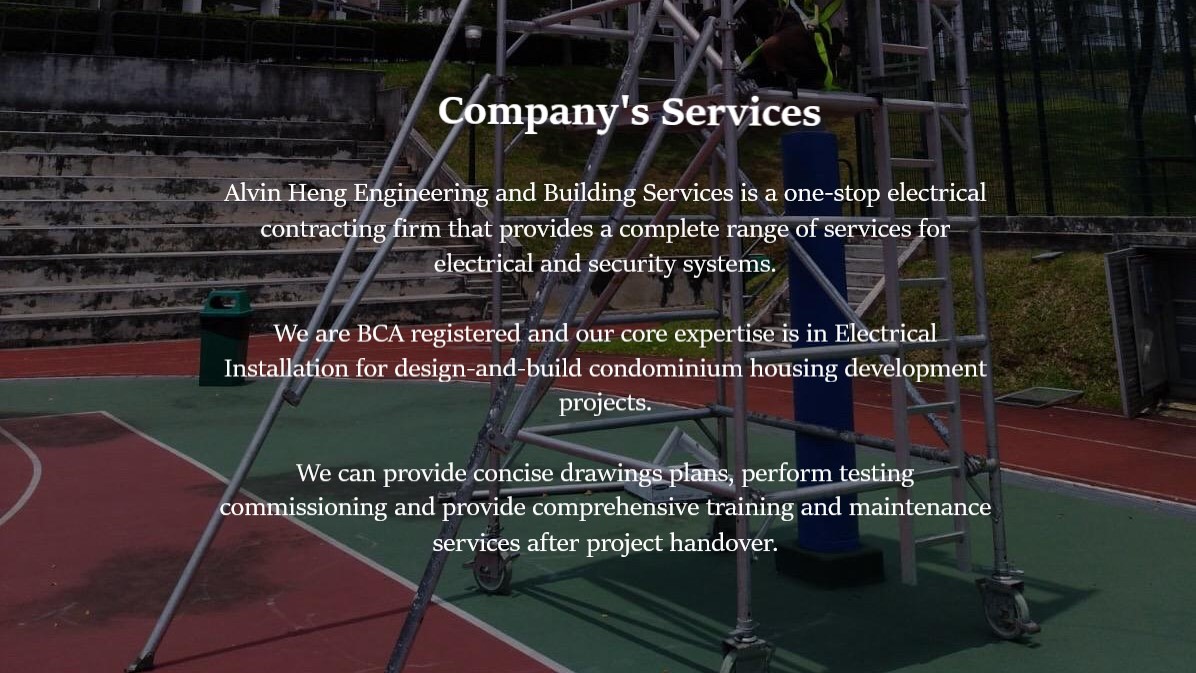 Company's Services
Alvin Heng Engineering and Building Services is a one-stop electrical
contracting firm that provides a complete range of services for
electrical and security systems.
We are BCA registered and our core expertise is in Electrical
Installation for design-and-build condominium housing development
projects.
We can provide concise drawings plans, perform testing
commissioning and provide comprehensive training and maintenance
services after project handover.